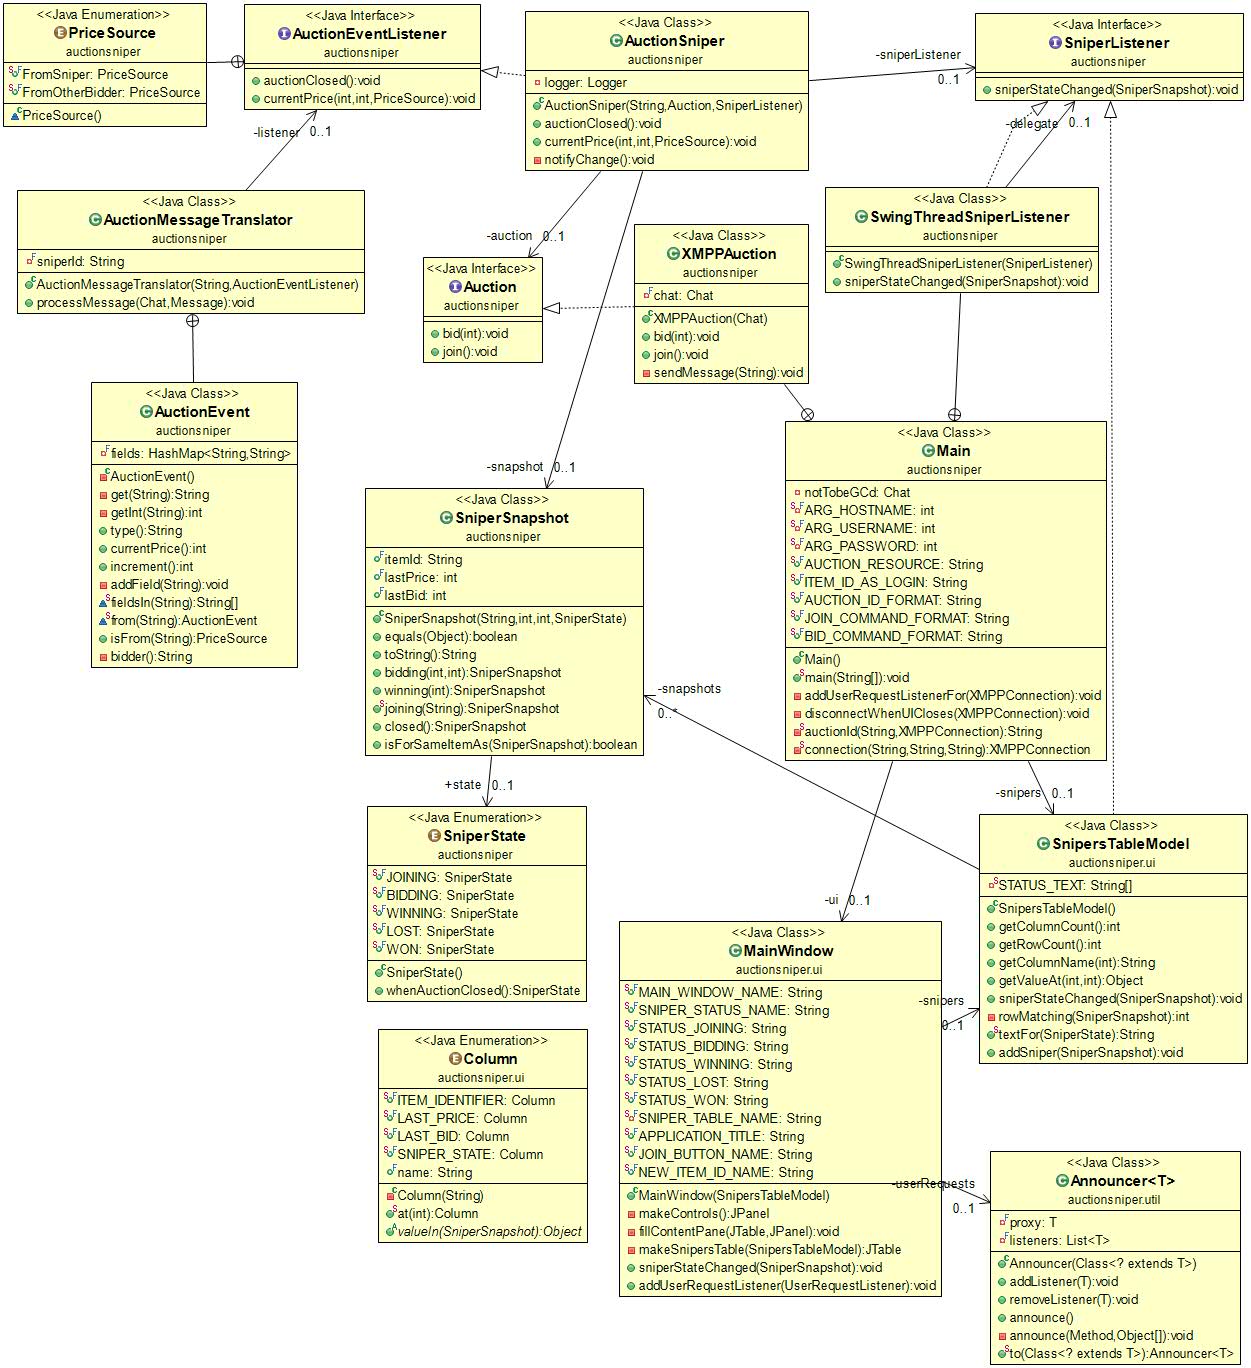 <<Java Enumeration>>
PriceSource
auctionsniper
FromSniper: PriceSource
FromOtherBidder: PriceSource
PriceSource()
<<Java Interface>>
AuctionEventListener
auctionsniper
auctionClosed():void
currentPrice(int,int,PriceSource):void
<<Java Class>>
AuctionSniper
auctionsniper
logger: Logger
AuctionSniper(String,Auction,SniperListener)
auctionClosed():void
currentPrice(int,int,PriceSource):void
notifyChange():void
-sniperListener
0..1
<<Java Interface>>
SniperListener
auctionsniper
sniperStateChanged(SniperSnapshot):void
-listener 0..1
-delegate 0..1
<<Java Class>>
AuctionMessageTranslator
auctionsniper
sniperId: String
AuctionMessageTranslator(String,AuctionEventListener)
processMessage(Chat,Message):void
-auction 0..1
<<Java Interface>>
Auction
auctionsniper
bid(int):void
join():void
<<Java Class>>
XMPPAuction
auctionsniper
chat: Chat
XMPPAuction(Chat)
bid(int):void
join():void
sendMessage(String):void
<<Java Class>>
SwingThreadSniperListener
auctionsniper
SwingThreadSniperListener(SniperListener)
sniperStateChanged(SniperSnapshot):void
<<Java Class>>
AuctionEvent
auctionsniper
fields: HashMap<String,String>
AuctionEvent()
get(String):String
getInt(String):int
type():String
currentPrice():int
increment():int
addField(String):void
fieldsIn(String):String[]
from(String):AuctionEvent
isFrom(String):PriceSource
bidder():String
-snapshot 0..1
<<Java Class>>
SniperSnapshot
auctionsniper
itemId: String
lastPrice: int
lastBid: int
SniperSnapshot(String,int,int,SniperState)
equals(Object):boolean
toString():String
bidding(int,int):SniperSnapshot
winning(int):SniperSnapshot
joining(String):SniperSnapshot
closed():SniperSnapshot
isForSameItemAs(SniperSnapshot):boolean
-snapshots
0..*
<<Java Class>>
Main
auctionsniper
notTobeGCd: Chat
ARG_HOSTNAME: int
ARG_USERNAME: int
ARG_PASSWORD: int
AUCTION_RESOURCE: String
ITEM_ID_AS_LOGIN: String
AUCTION_ID_FORMAT: String
JOIN_COMMAND_FORMAT: String
BID_COMMAND_FORMAT: String
Main()
main(String[]):void
addUserRequestListenerFor(XMPPConnection):void
disconnectWhenUICloses(XMPPConnection):void
auctionId(String,XMPPConnection):String
connection(String,String,String):XMPPConnection
+state 0..1
<<Java Enumeration>>
SniperState
auctionsniper
JOINING: SniperState
BIDDING: SniperState
WINNING: SniperState
LOST: SniperState
WON: SniperState
SniperState()
whenAuctionClosed():SniperState
-snipers 0..1
<<Java Class>>
SnipersTableModel
auctionsniper.ui
STATUS_TEXT: String[]
SnipersTableModel()
getColumnCount():int
getRowCount():int
getColumnName(int):String
getValueAt(int,int):Object
sniperStateChanged(SniperSnapshot):void
rowMatching(SniperSnapshot):int
textFor(SniperState):String
addSniper(SniperSnapshot):void
-ui 0..1
<<Java Class>>
MainWindow
auctionsniper.ui
MAIN_WINDOW_NAME: String
SNIPER_STATUS_NAME: String
STATUS_JOINING: String
STATUS_BIDDING: String
STATUS_WINNING: String
STATUS_LOST: String
STATUS_WON: String
SNIPER_TABLE_NAME: String
APPLICATION_TITLE: String
JOIN_BUTTON_NAME: String
NEW_ITEM_ID_NAME: String
MainWindow(SnipersTableModel)
makeControls():JPanel
fillContentPane(JTable,JPanel):void
makeSnipersTable(SnipersTableModel):JTable
sniperStateChanged(SniperSnapshot):void
addUserRequestListener(UserRequestListener):void
-snipers
0..1
<<Java Enumeration>>
Column
auctionsniper.ui
ITEM_IDENTIFIER: Column
LAST_PRICE: Column
LAST_BID: Column
SNIPER_STATE: Column
name: String
Column(String)
at(int):Column
valueIn(SniperSnapshot):Object
-userRequests
0..1
<<Java Class>>
Announcer<T>
auctionsniper.util
proxy: T
listeners: List<T>
Announcer(Class<? extends T>)
addListener(T):void
removeListener(T):void
announce()
announce(Method,Object[]):void
to(Class<? extends T>):Announcer<T>